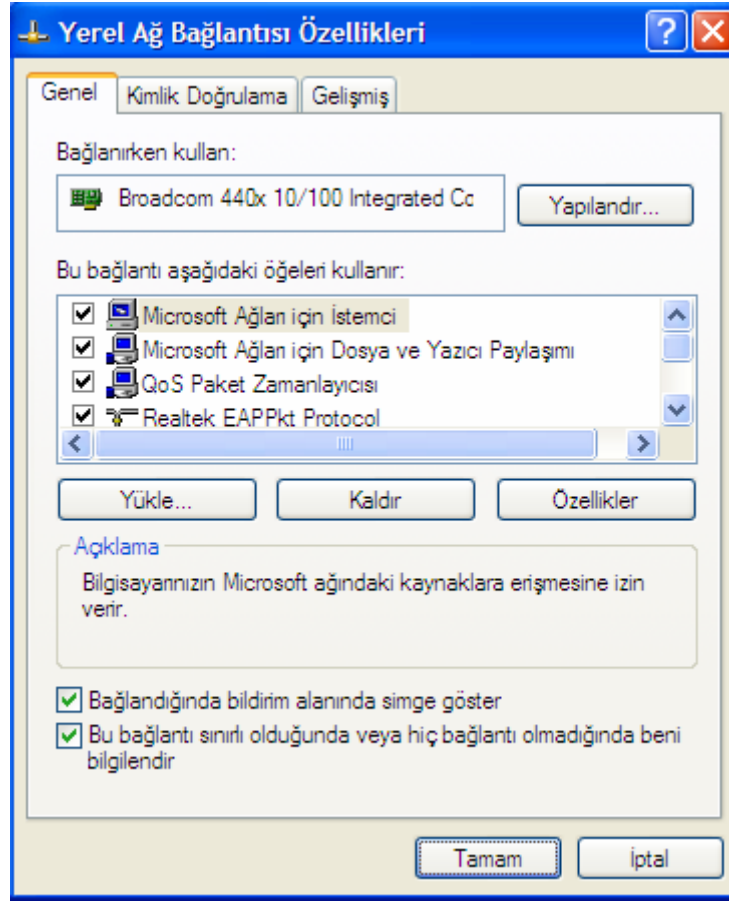 Yerel Ağ Bağlantısı Özellikleri
Genel Kimlik Doğrulama Gelişmiş
Bağlanırken kullan:
Broadcom 440x 10/100 Integrated Cc
Yapılandır...
Bu bağlantı aşağıdaki öğeleri kullanır:
Microsoft Ağları için İstemci
Microsoft Ağları için Dosya ve Yazıcı Paylaşımı
QoS Paket Zamanlayıcısı
Realtek EAPPkt Protocol
Yükle... Kaldır Özellikler
Açıklama
Bilgisayarınızın Microsoft ağındaki kaynaklara erişmesine izin
verir.
Bağlandığında bildirim alanında simge göster
Bu bağlantı sınırlı olduğunda veya hiç bağlantı olmadığında beni
bilgilendir
Tamam İptal